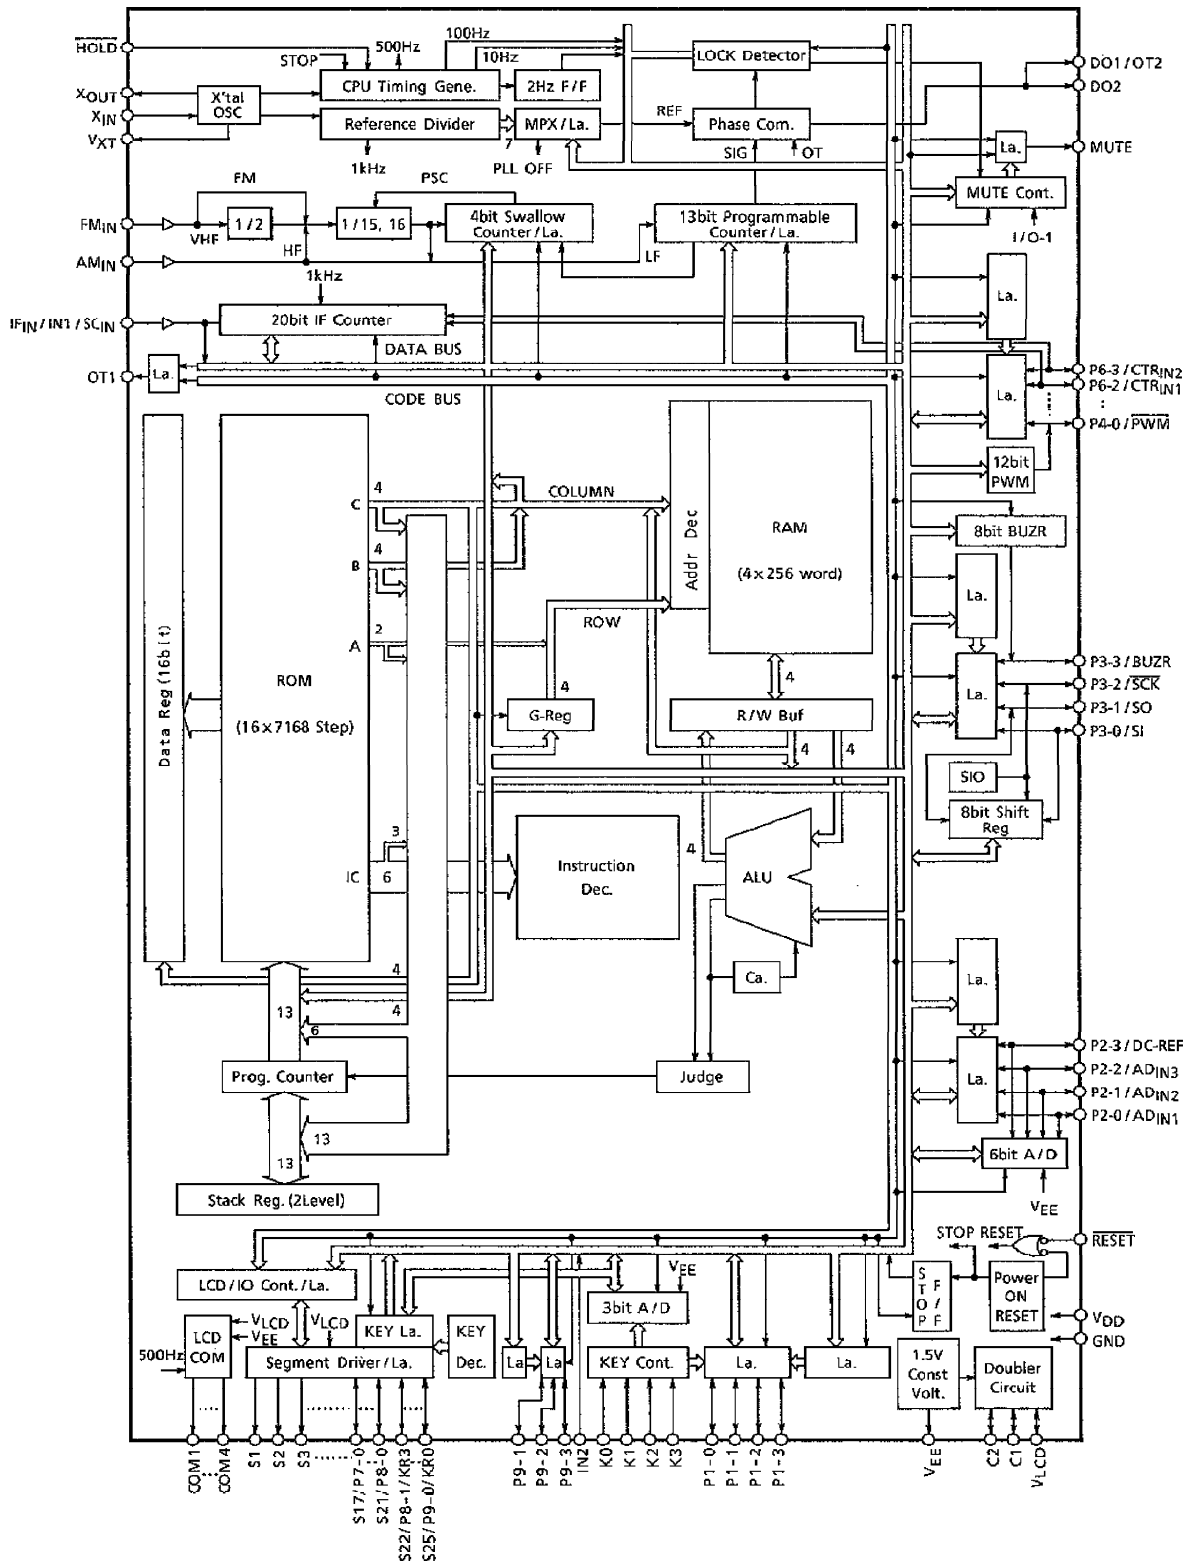 HOLD
STOP
500Hz
100Hz
10Hz
LOCK Detector
DO1/OT2
DO2
XOUT
X'tal
OSC
CPU Timing Gene.
2Hz F/F
XIN
Reference Divider
MPX/La.
REF
Phase Com.
VXT
7
1kHz
PLL OFF
SIG
OT
La.
MUTE
FM
PSC
MUTE Cont.
FMIN
VHF
1/2
1/15, 16
4bit Swallow
Counter/La.
13bit Programmable
Counter/La.
I/O-1
AMIN
HF
LF
1kHz
La.
IFIN/IN1/SCIN
20bit IF Counter
DATA BUS
OT1
La.
CODE BUS
La.
P6-3/CTRIN2
P6-2/CTRIN1
P4-0/PWM
12bit
PWM
Data Reg (16bit)
ROM
(16×7168 Step)
C
4
COLUMN
B
4
A
2
ROW
4
Addr Dec
RAM
(4×256 word)
4
8bit BUZR
La.
La.
P3-3/BUZR
P3-2/SCK
P3-1/SO
P3-0/SI
G-Reg
R/W Buf
4
4
SIO
8bit Shift
Reg
IC
3
6
Instruction
Dec.
4
ALU
Ca.
4
4
13
6
La.
Prog. Counter
Judge
La.
P2-3/DC-REF
P2-2/ADIN3
P2-1/ADIN2
P2-0/ADIN1
13
13
6bit A/D
VEE
Stack Reg. (2Level)
STOP RESET
RESET
LCD/IO Cont./La.
VEE
3bit A/D
STOP
F/F
Power
ON
RESET
VDD
GND
LCD
COM
VLCD
VEE
VLCD
KEY La.
KEY
Dec.
500Hz
Segment Driver/La.
La
La
KEY Cont.
La.
La.
1.5V
Const
Volt.
Doubler
Circuit
COM1
COM4
S1
S2
S3
S17/P7-0
S21/P8-0
S22/P8-1/KR3
S25/P9-0/KR0
P9-1
P9-2
P9-3
IN2
K0
K1
K2
K3
P1-0
P1-1
P1-2
P1-3
VEE
C2
C1
VLCD